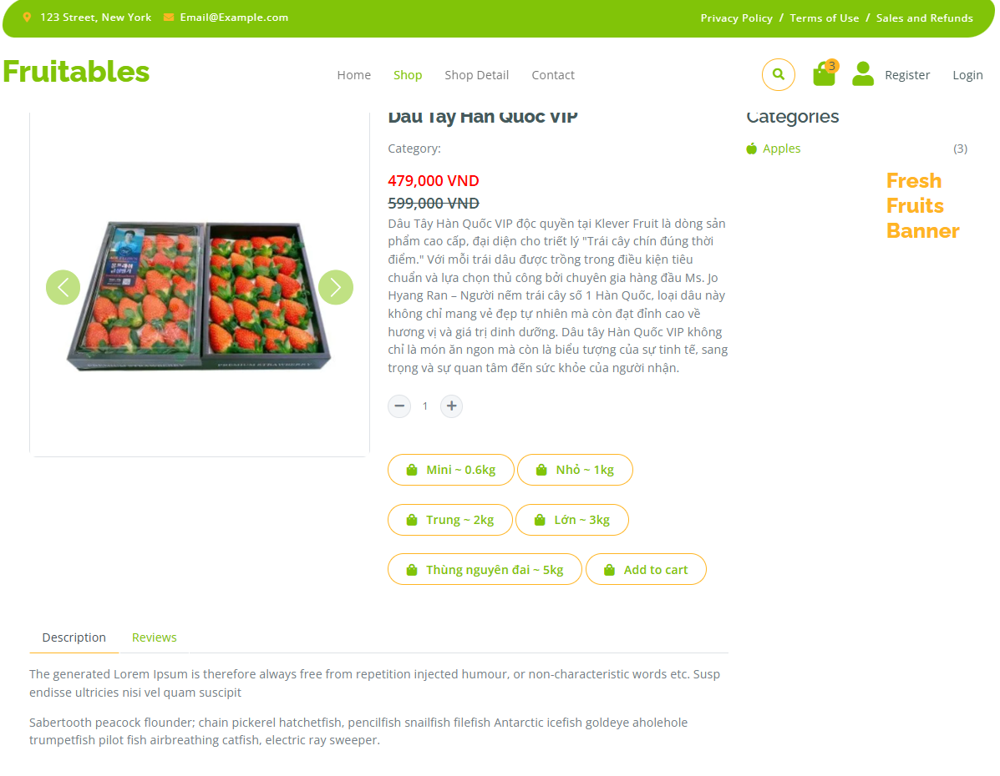 123 Street, New York Email@Example.com Privacy Policy / Terms of Use / Sales and Refunds
Fruitables
Home Shop Shop Detail Contact
3
Register Login
Dâu Tây Hàn Quốc VIP
Category:
479,000 VND
599,000 VND
Dâu Tây Hàn Quốc VIP độc quyền tại Klever Fruit là dòng sản
phẩm cao cấp, đại diện cho triết lý "Trái cây chín đúng thời
điểm." Với mỗi trái dâu được trồng trong điều kiện tiêu
chuẩn và lựa chọn thủ công bởi chuyên gia hàng đầu Ms. Jo
Hyang Ran – Người nếm trái cây số 1 Hàn Quốc, loại dâu này
không chỉ mang vẻ đẹp tự nhiên mà còn đạt đỉnh cao về
hương vị và giá trị dinh dưỡng. Dâu tây Hàn Quốc VIP không
chỉ là món ăn ngon mà còn là biểu tượng của sự tinh tế, sang
trọng và sự quan tâm đến sức khỏe của người nhận.
1
Mini ~ 0.6kg Nhỏ ~ 1kg
Trung ~ 2kg Lớn ~ 3kg
Thùng nguyên đai ~ 5kg Add to cart
Categories
Apples (3)
Fresh
Fruits
Banner
PREMIUM STRAWBERRY
Description Reviews
The generated Lorem Ipsum is therefore always free from repetition injected humour, or non-characteristic words etc. Susp
endisse ultricies nisi vel quam suscipit
Sabertooth peacock flounder; chain pickerel hatchetfish, pencilfish snailfish filefish Antarctic icefish goldeye aholehole
trumpetfish pilot fish airbreathing catfish, electric ray sweeper.